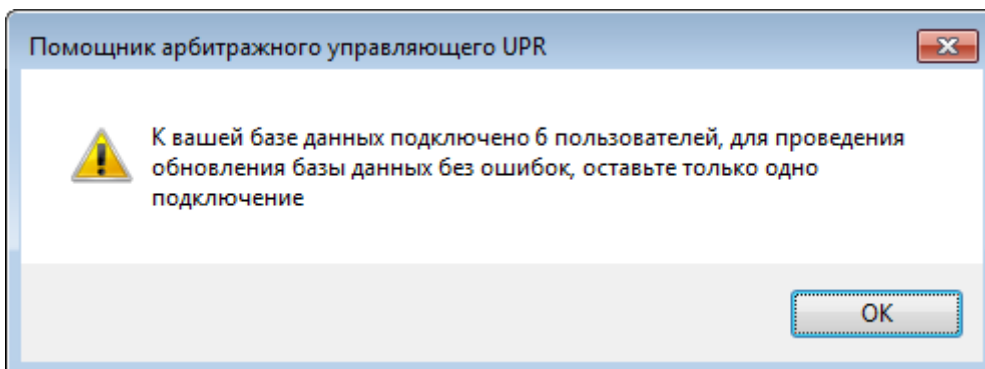 Помощник арбитражного управляющего UPR
К вашей базе данных подключено 6 пользователей, для проведения
обновления базы данных без ошибок, оставьте только одно
подключение
OK